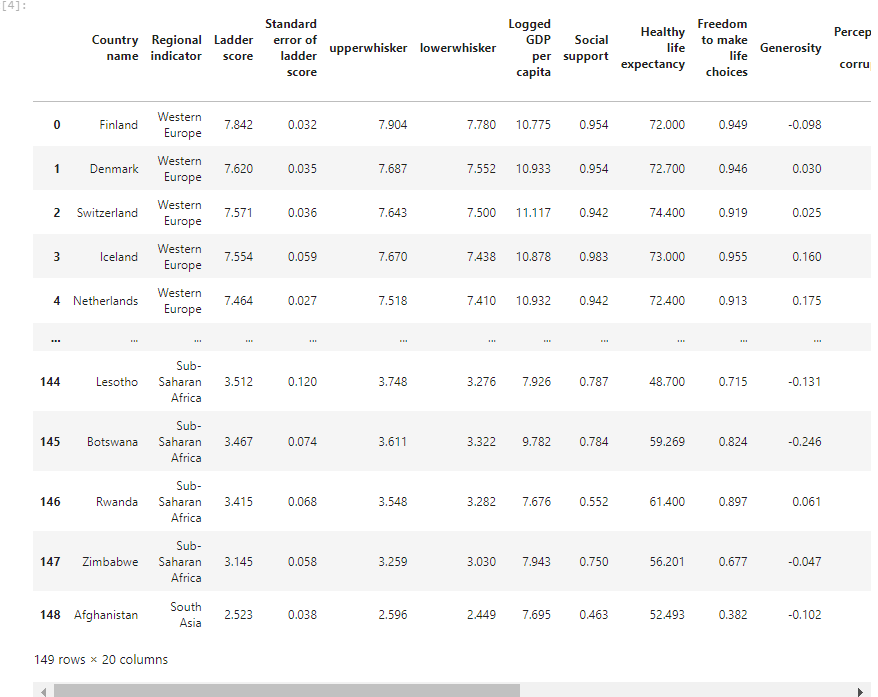 [4]:
Country name Regional indicator Ladder score Standard error of ladder score upperwhisker lowerwhisker Logged GDP per capita Social support Healthy life expectancy Freedom to make life choices Generosity Percep corrup
0 Finland Western Europe 7.842 0.032 7.904 7.780 10.775 0.954 72.000 0.949 -0.098
1 Denmark Western Europe 7.620 0.035 7.687 7.552 10.933 0.954 72.700 0.946 0.030
2 Switzerland Western Europe 7.571 0.036 7.643 7.500 11.117 0.942 74.400 0.919 0.025
3 Iceland Western Europe 7.554 0.059 7.670 7.438 10.878 0.983 73.000 0.955 0.160
4 Netherlands Western Europe 7.464 0.027 7.518 7.410 10.932 0.942 72.400 0.913 0.175
... ... ... ... ... ... ... ... ... ... ... ...
144 Lesotho Sub-Saharan Africa 3.512 0.120 3.748 3.276 7.926 0.787 48.700 0.715 -0.131
145 Botswana Sub-Saharan Africa 3.467 0.074 3.611 3.322 9.782 0.784 59.269 0.824 -0.246
146 Rwanda Sub-Saharan Africa 3.415 0.068 3.548 3.282 7.676 0.552 61.400 0.897 0.061
147 Zimbabwe Sub-Saharan Africa 3.145 0.058 3.259 3.030 7.943 0.750 56.201 0.677 -0.047
148 Afghanistan South Asia 2.523 0.038 2.596 2.449 7.695 0.463 52.493 0.382 -0.102
149 rows × 20 columns